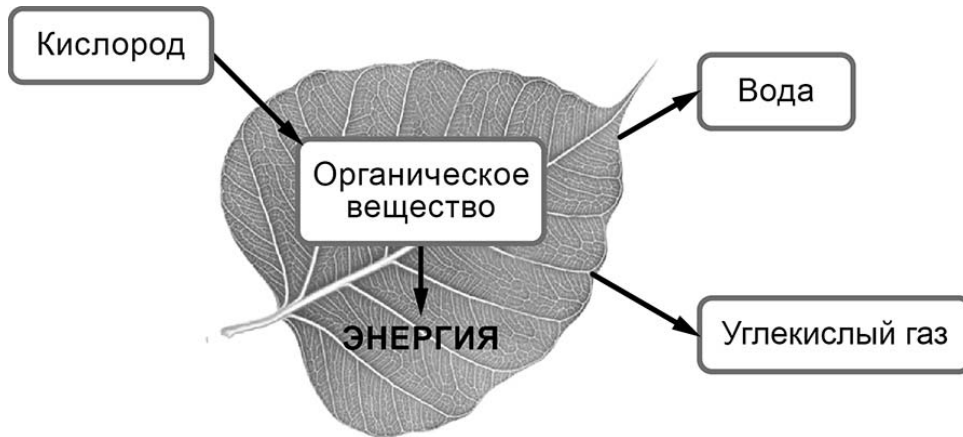 Кислород
Вода
Органическое
вещество
ЭНЕРГИЯ
Углекислый газ